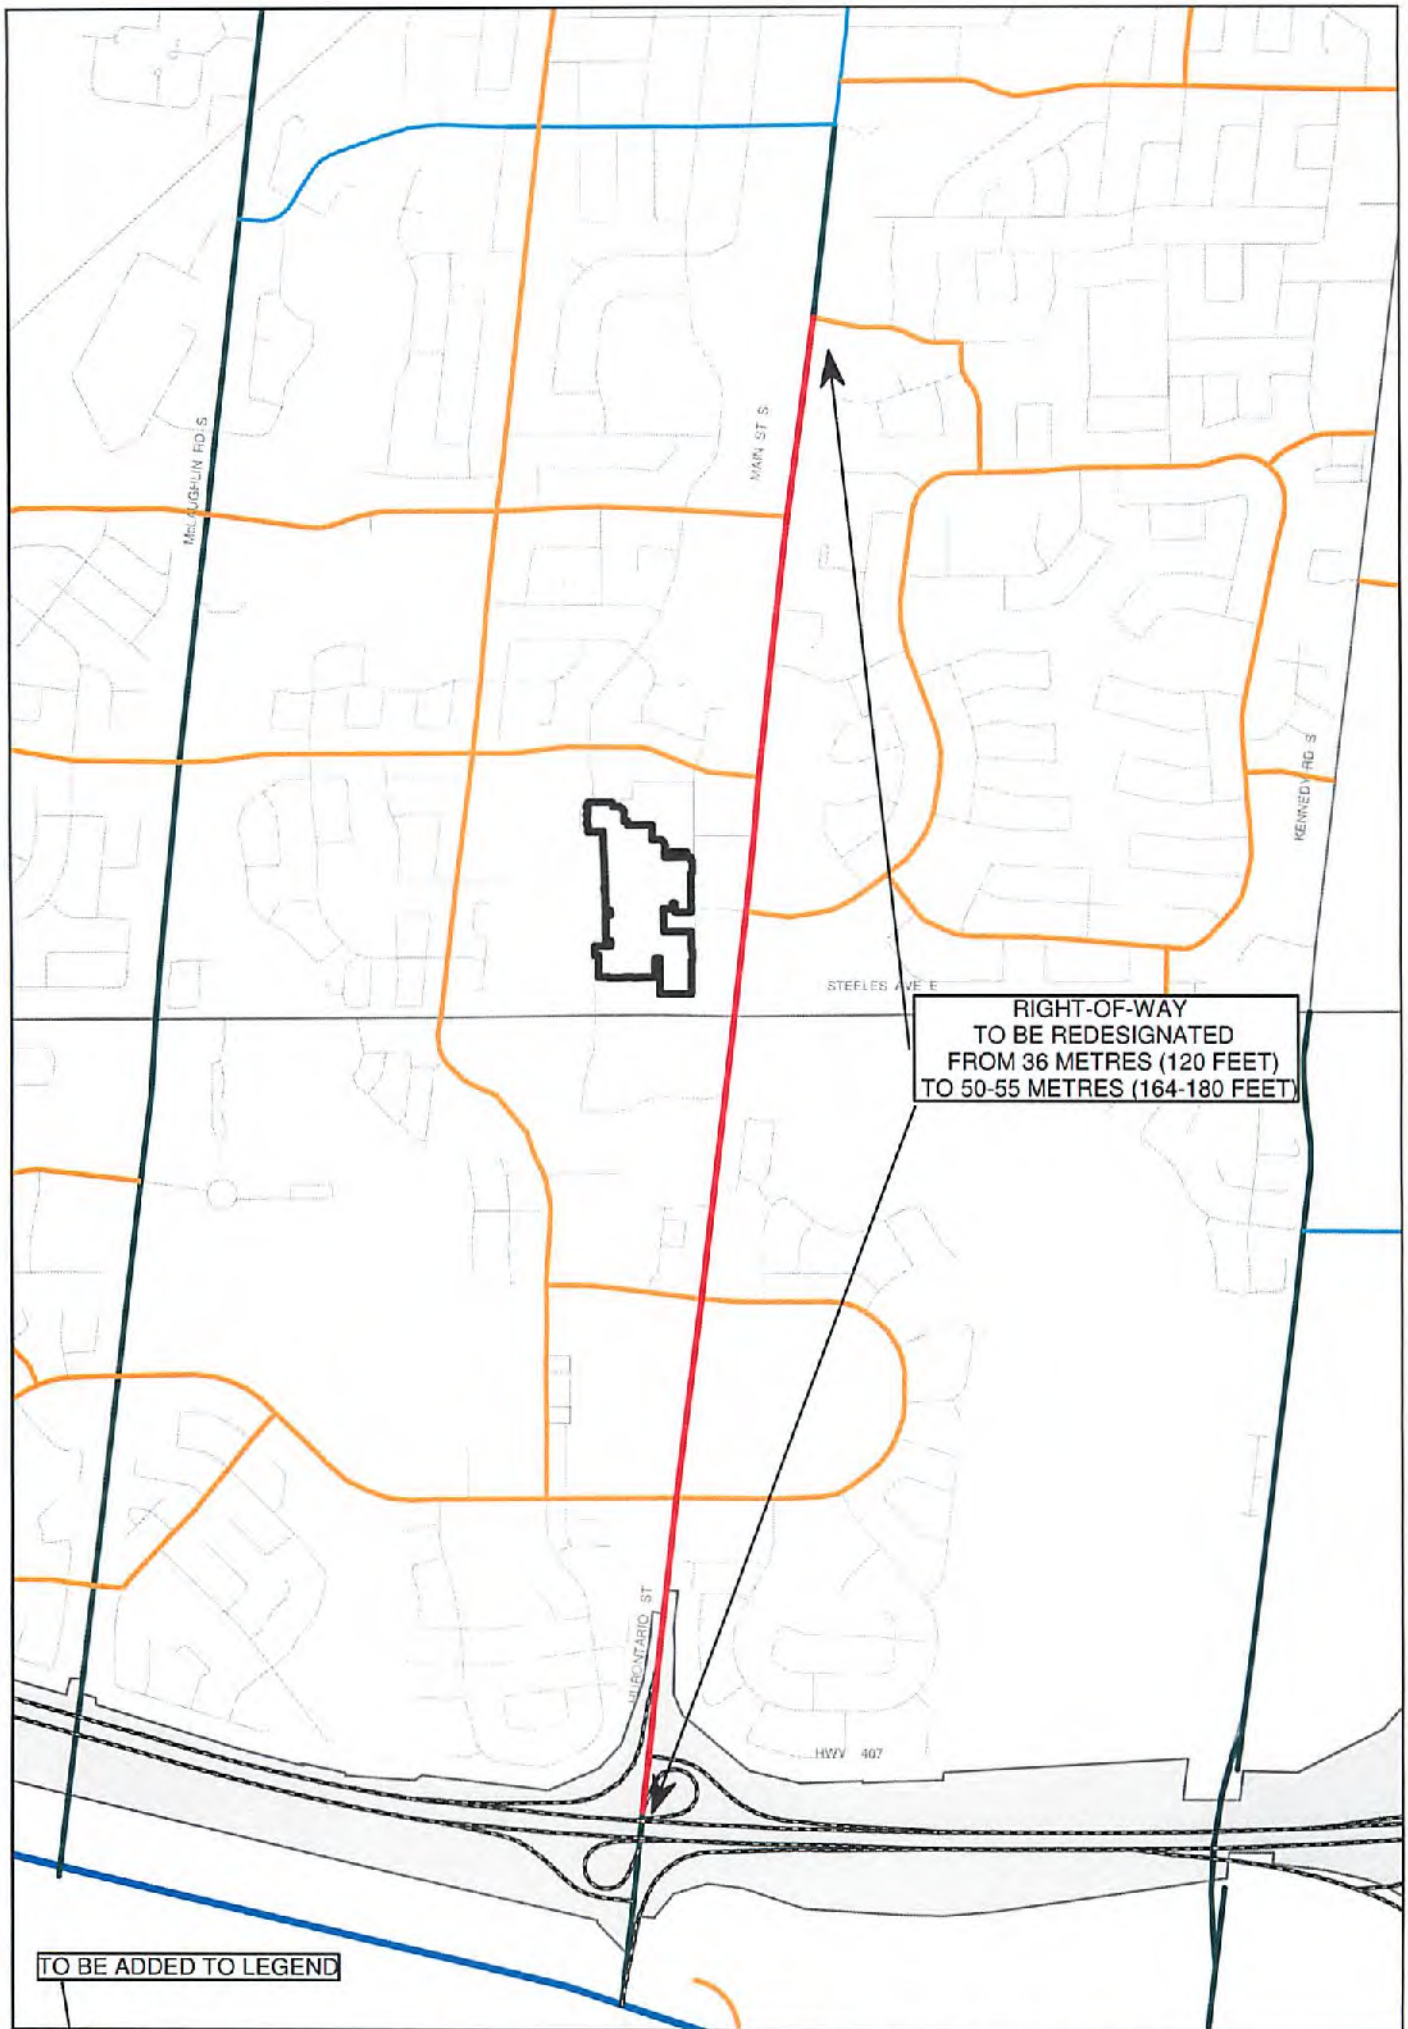 McLAUGHLIN RD S
MAIN ST S
KENNEDY RD S
STEELES AVE E
RIGHT-OF-WAY
TO BE REDESIGNATED
FROM 36 METRES (120 FEET)
TO 50-55 METRES (164-180 FEET)
HURONTARIO ST
HWY 407
TO BE ADDED TO LEGEND